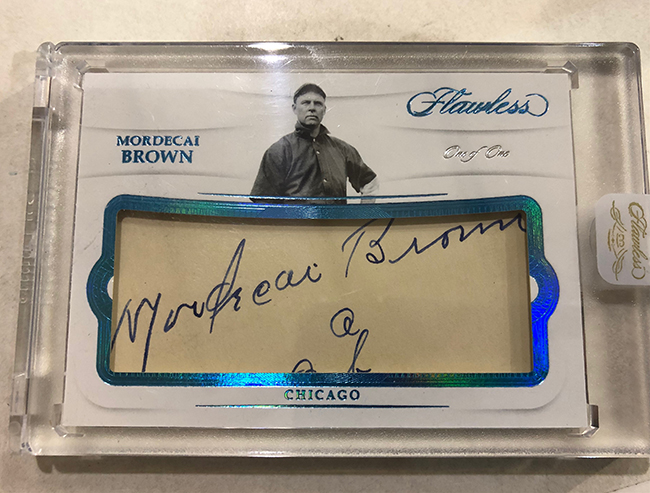 MORDECAI
BROWN
Flawless
One of One
Mordecai Brown
a
CHICAGO
Flawless